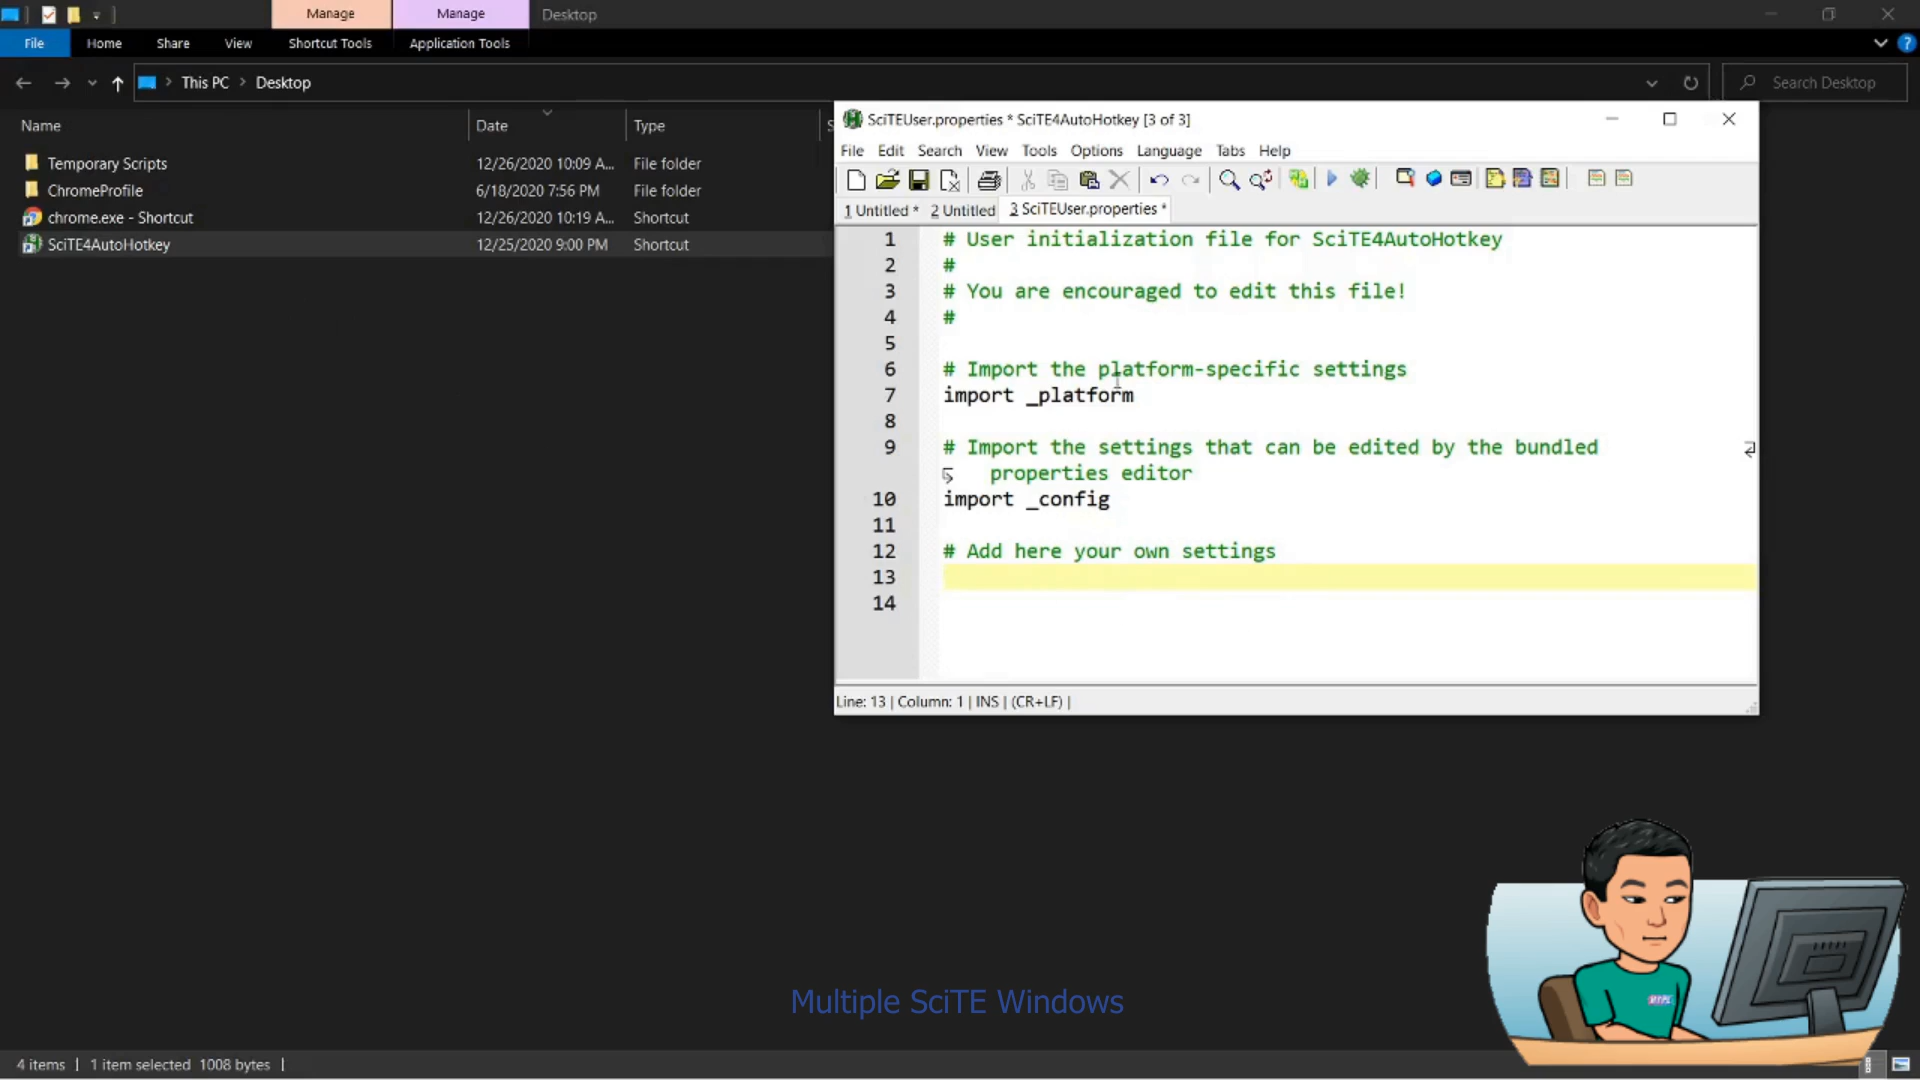 Manage
Manage
Desktop
File
Home
Share
View
Shortcut Tools
Application Tools
This PC
Desktop
Search Desktop
Name
Date
Type
S
Temporary Scripts
12/26/2020 10:09 A...
File folder
ChromeProfile
6/18/2020 7:56 PM
File folder
chrome.exe - Shortcut
12/26/2020 10:19 A...
Shortcut
SciTE4AutoHotkey
12/25/2020 9:00 PM
Shortcut
SciTEUser.properties * SciTE4AutoHotkey [3 of 3]
File Edit Search View Tools Options Language Tabs Help
1 Untitled * 2 Untitled 3 SciTEUser.properties *
1 # User initialization file for SciTE4AutoHotkey
2 #
3 # You are encouraged to edit this file!
4 #
5
6 # Import the platform-specific settings
7 import _platform
8
9 # Import the settings that can be edited by the bundled
properties editor
10 import _config
11
12 # Add here your own settings
13
14
Line: 13 | Column: 1 | INS | (CR+LF) |
Multiple SciTE Windows
4 items
1 item selected 1008 bytes